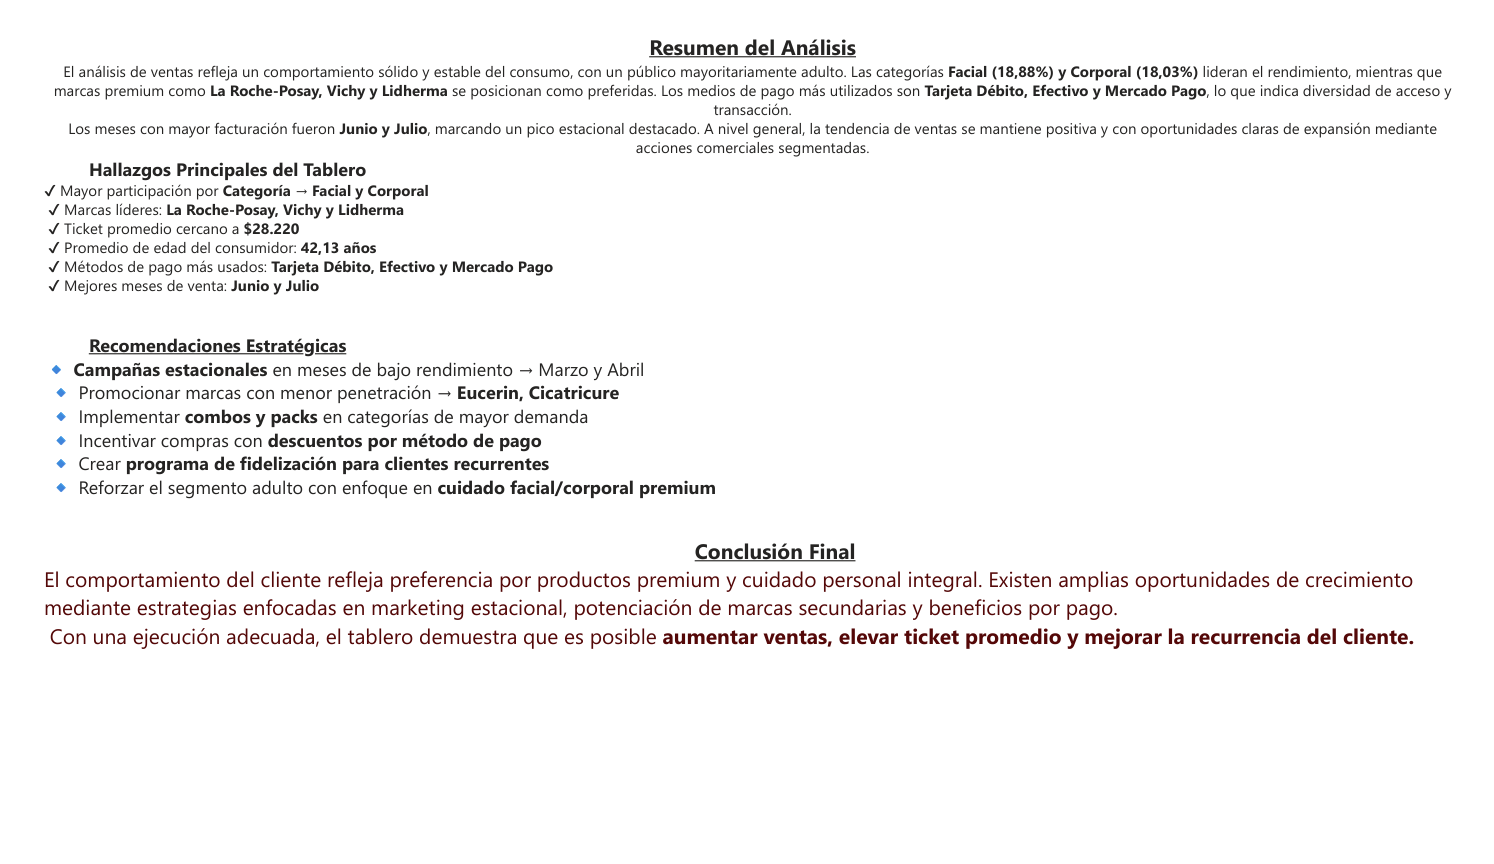 Resumen del Análisis
El análisis de ventas refleja un comportamiento sólido y estable del consumo, con un público mayoritariamente adulto. Las categorías Facial (18,88%) y Corporal (18,03%) lideran el rendimiento, mientras que
marcas premium como La Roche-Posay, Vichy y Lidherma se posicionan como preferidas. Los medios de pago más utilizados son Tarjeta Débito, Efectivo y Mercado Pago, lo que indica diversidad de acceso y
transacción.
Los meses con mayor facturación fueron Junio y Julio, marcando un pico estacional destacado. A nivel general, la tendencia de ventas se mantiene positiva y con oportunidades claras de expansión mediante
acciones comerciales segmentadas.
Hallazgos Principales del Tablero
✓ Mayor participación por Categoría → Facial y Corporal
✓ Marcas líderes: La Roche-Posay, Vichy y Lidherma
✓ Ticket promedio cercano a $28.220
✓ Promedio de edad del consumidor: 42,13 años
✓ Métodos de pago más usados: Tarjeta Débito, Efectivo y Mercado Pago
✓ Mejores meses de venta: Junio y Julio
Recomendaciones Estratégicas
🔹 Campañas estacionales en meses de bajo rendimiento → Marzo y Abril
🔹 Promocionar marcas con menor penetración → Eucerin, Cicatricure
🔹 Implementar combos y packs en categorías de mayor demanda
🔹 Incentivar compras con descuentos por método de pago
🔹 Crear programa de fidelización para clientes recurrentes
🔹 Reforzar el segmento adulto con enfoque en cuidado facial/corporal premium
Conclusión Final
El comportamiento del cliente refleja preferencia por productos premium y cuidado personal integral. Existen amplias oportunidades de crecimiento
mediante estrategias enfocadas en marketing estacional, potenciación de marcas secundarias y beneficios por pago.
Con una ejecución adecuada, el tablero demuestra que es posible aumentar ventas, elevar ticket promedio y mejorar la recurrencia del cliente.